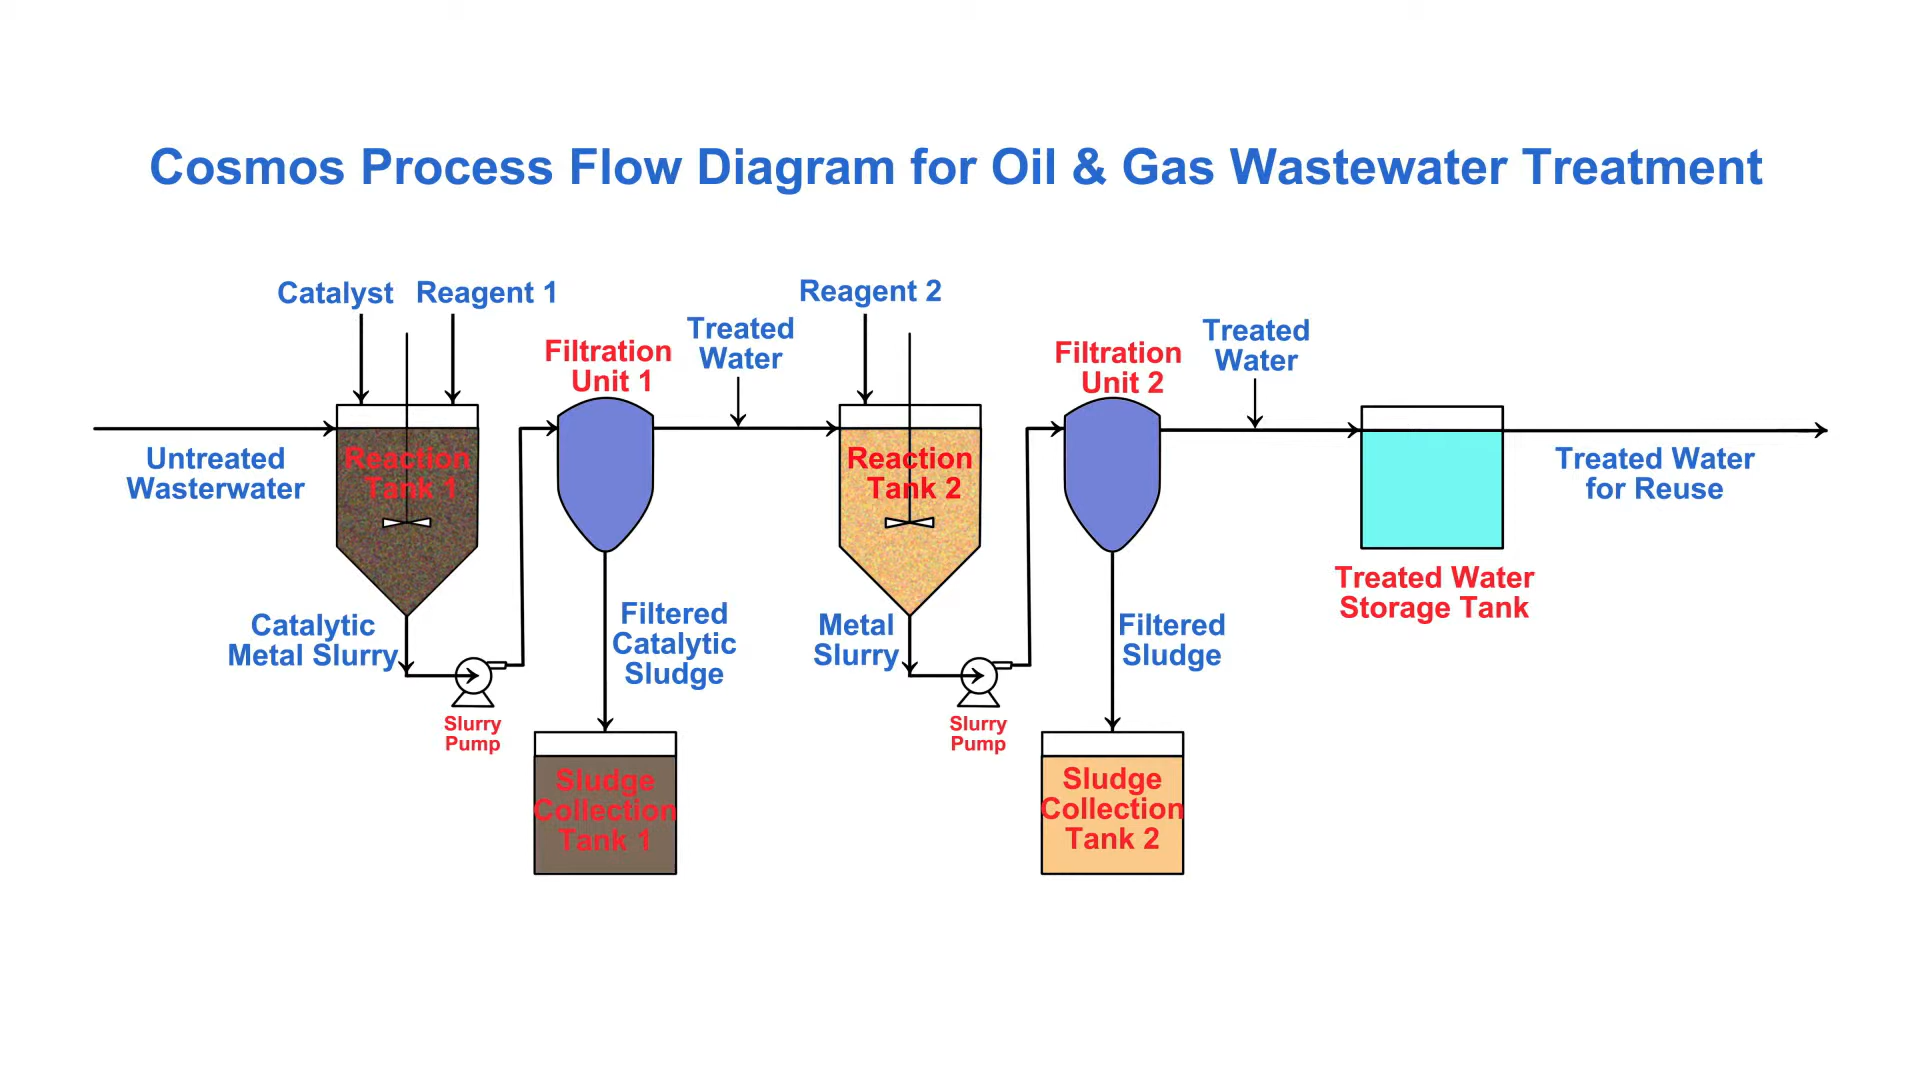 Cosmos Process Flow Diagram for Oil & Gas Wastewater Treatment
Catalyst
Reagent 1
Reagent 2
Filtration
Unit 1
Treated
Water
Filtration
Unit 2
Treated
Water
Untreated
Wasterwater
Reaction
Tank 1
Reaction
Tank 2
Treated Water
for Reuse
Treated Water
Storage Tank
Catalytic
Metal Slurry
Filtered
Catalytic
Sludge
Metal
Slurry
Filtered
Sludge
Slurry
Pump
Slurry
Pump
Sludge
Collection
Tank 1
Sludge
Collection
Tank 2